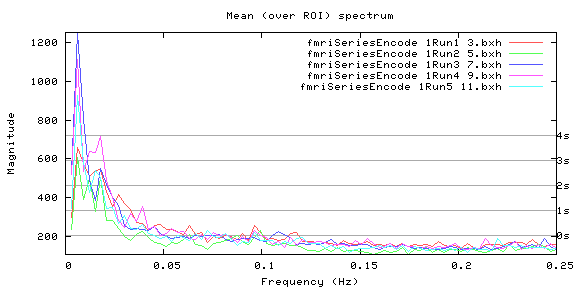 Mean (over ROI) spectrum
fmriSeriesEncode 1Run1 3.bxh
fmriSeriesEncode 1Run2 5.bxh
fmriSeriesEncode 1Run3 7.bxh
fmriSeriesEncode 1Run4 9.bxh
fmriSeriesEncode 1Run5 11.bxh
Magnitude
1200
1000
800
600
400
200
4s
3s
2s
1s
0s
0 0.05 0.1 0.15 0.2 0.25
Frequency (Hz)